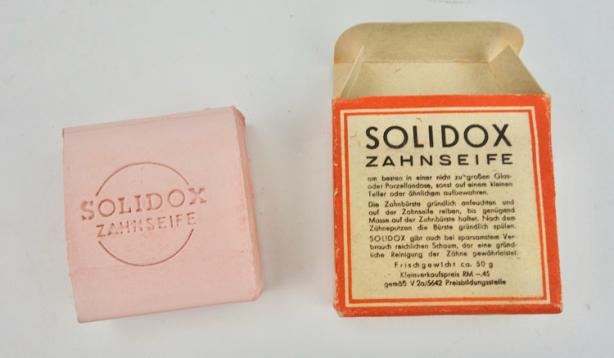 SOLIDOX
ZAHNSEIFE
SOLIDOX
ZAHNSEIFE
am besten in einer nicht zu großen Glas-
oder Porzellandose, sonst auf einem kleinen
Teller oder ähnlichem aufbewahren.
Die Zahnbürste gründlich anfeuchten und
auf der Zahnseife reiben, bis genügend
Masse auf der Zahnbürste haftet. Nach dem
Zähneputzen die Bürste gründlich spülen.
SOLIDOX gibt auch bei sparsamstem Ver-
brauch reichlichen Schaum, der eine gründ-
liche Reinigung der Zähne gewährleistet.
Frischgewicht ca. 50 g
Kleinverkaufspreis RM –.45
gemäß V 2a/5642 Preisbildungsstelle